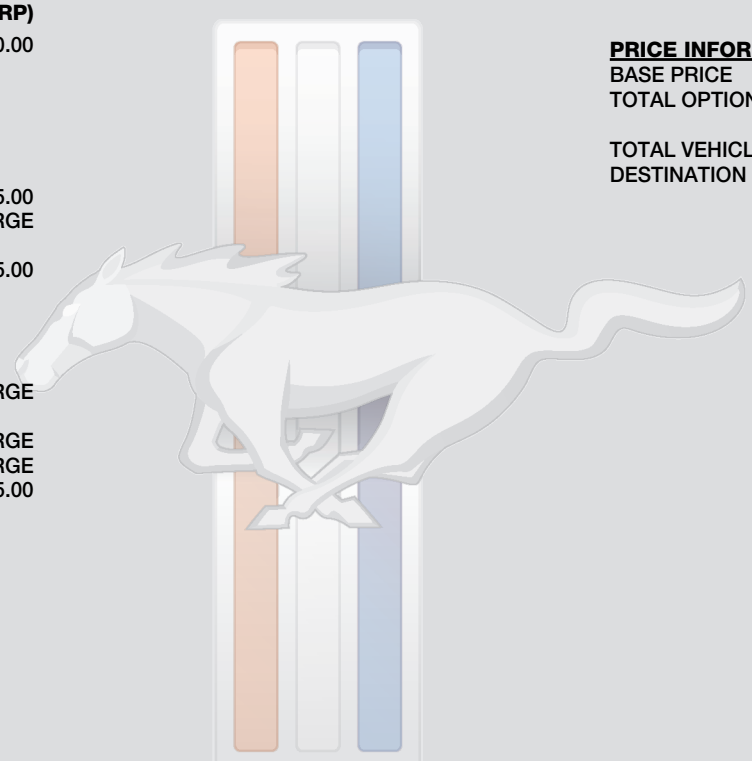 RP)
0.00
5.00
RGE
5.00
RGE
RGE
RGE
5.00
PRICE INFOR
BASE PRICE
TOTAL OPTION
TOTAL VEHICL
DESTINATION